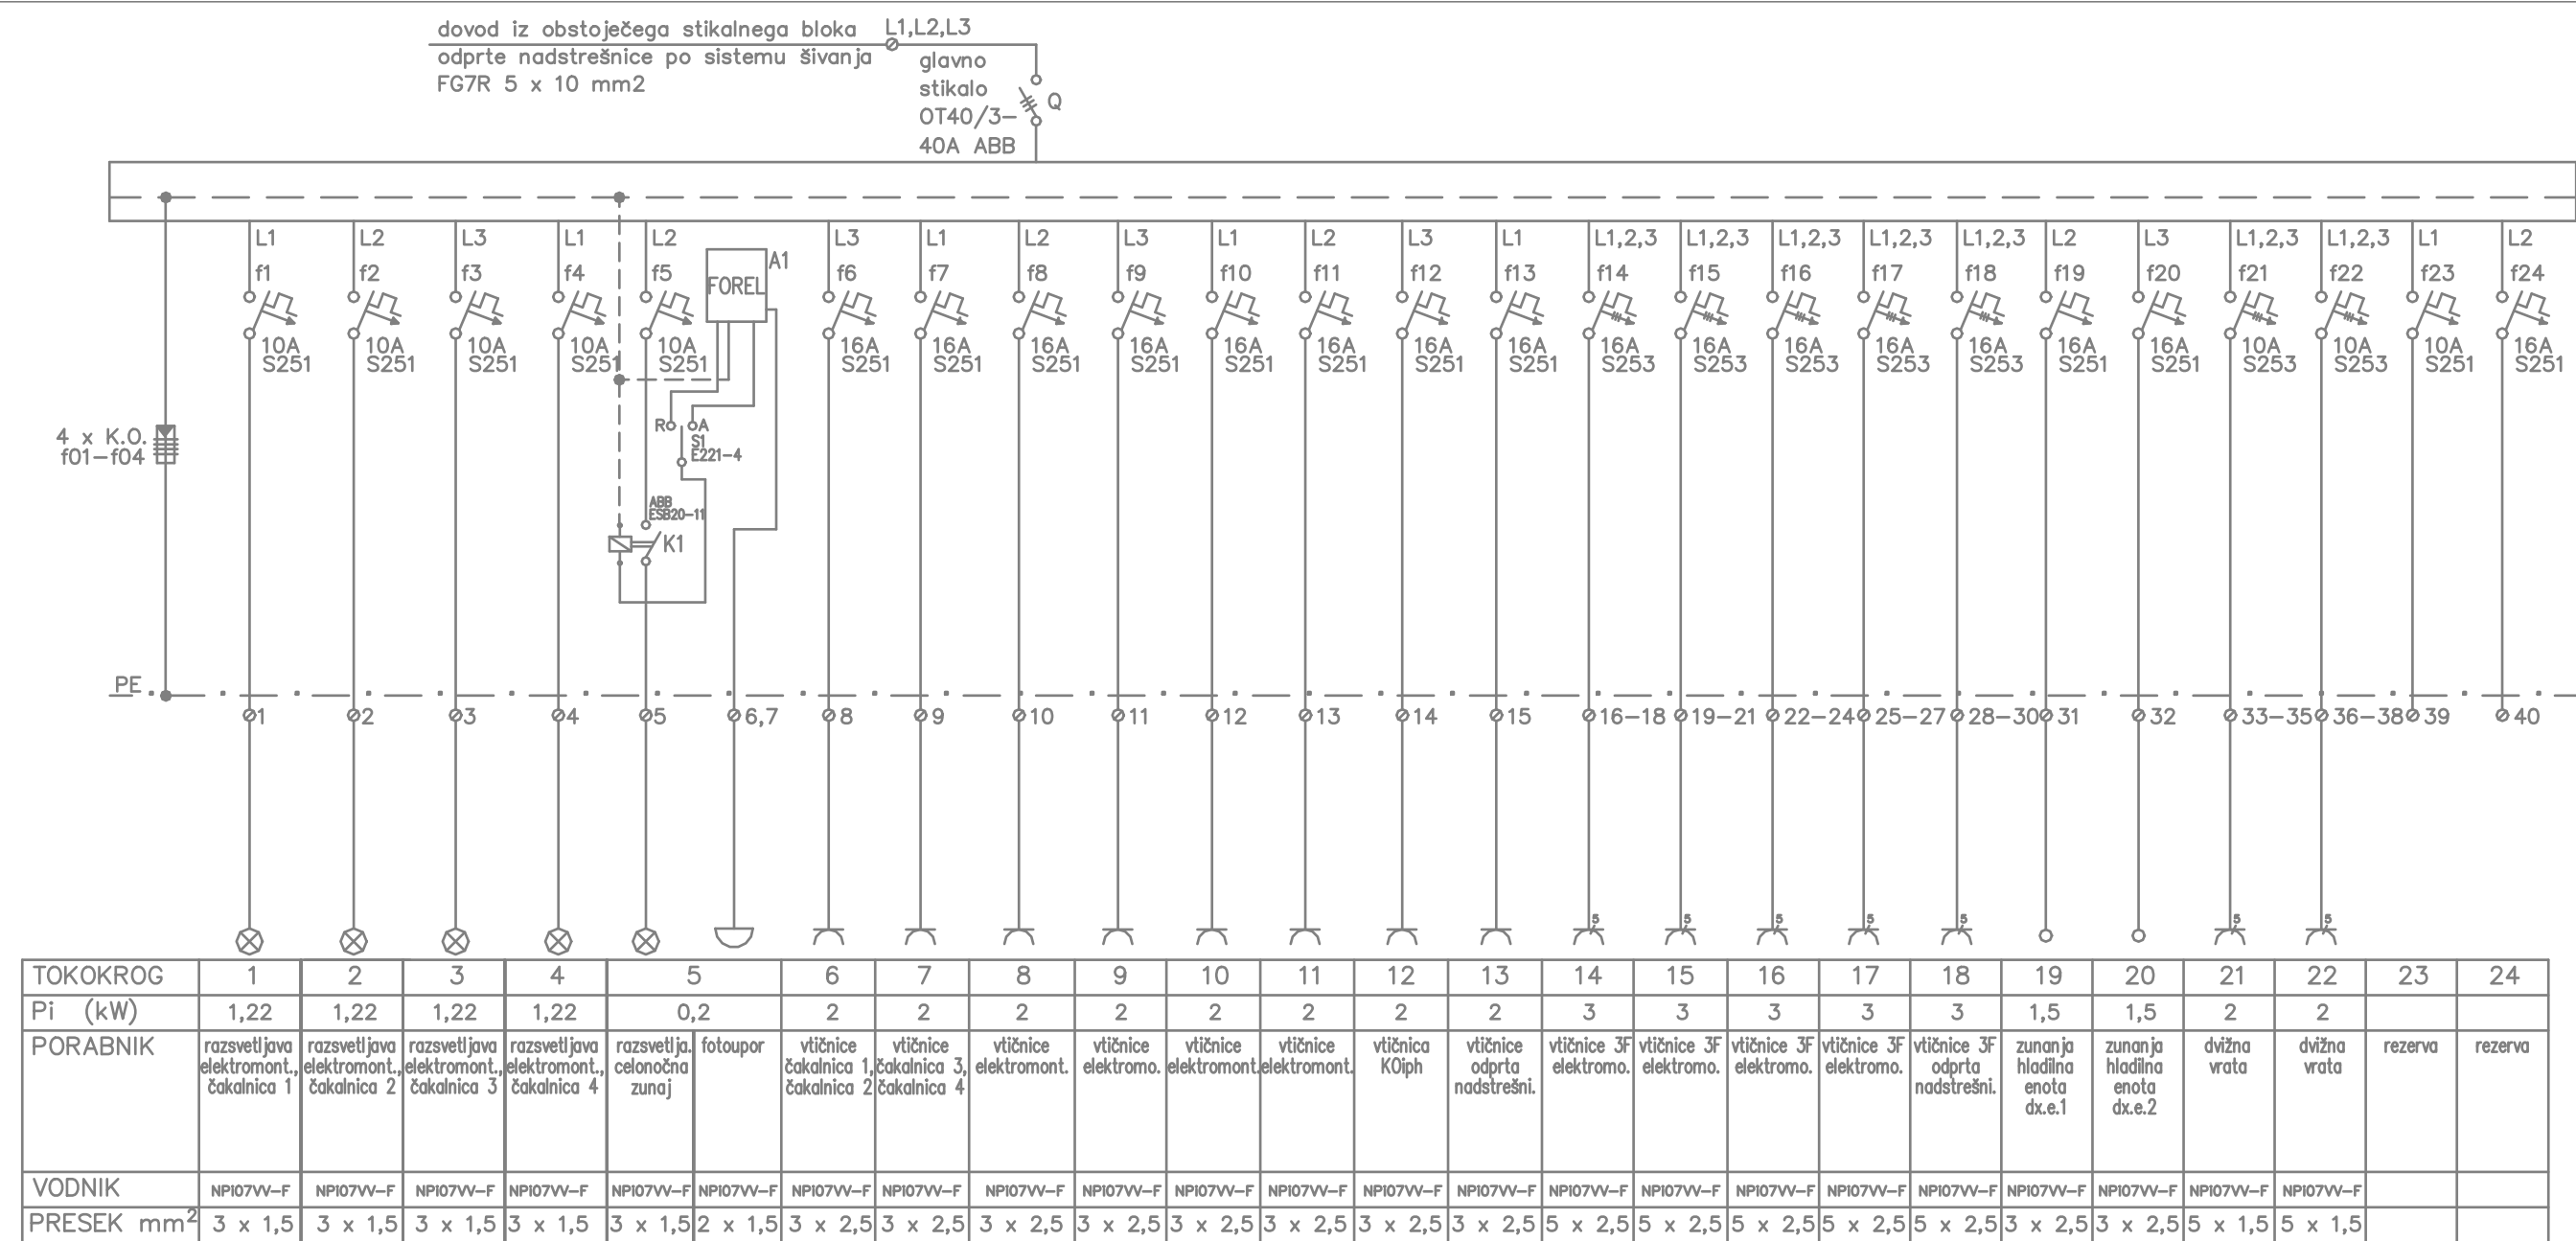 dovod iz obstoječega stikalnega bloka L1,L2,L3
odprte nadstrešnice po sistemu šivanja
FG7R 5 x 10 mm2
glavno
stikalo
OT40/3-
40A ABB
Q
L1 L2 L3 L1 L2 L3 L1 L2 L3 L1 L2 L3 L1 L1,2,3 L1,2,3 L1,2,3 L1,2,3 L1,2,3 L2 L3 L1,2,3 L1,2,3 L1 L2
f1 f2 f3 f4 f5 FOREL A1 f6 f7 f8 f9 f10 f11 f12 f13 f14 f15 f16 f17 f18 f19 f20 f21 f22 f23 f24
10A 10A 10A 10A 10A 16A 16A 16A 16A 16A 16A 16A 16A 16A 16A 16A 16A 16A 16A 16A 10A 10A 10A 16A
S251 S251 S251 S251 S251 S251 S251 S251 S251 S251 S251 S251 S251 S253 S253 S253 S253 S253 S251 S251 S253 S253 S251 S251
4 x K.O.
f01-f04
R A
S1
E221-4
ABB
ESB20-11
K1
PE
1 2 3 4 5 6,7 8 9 10 11 12 13 14 15 16-18 19-21 22-24 25-27 28-30 31 32 33-35 36-38 39 40
5 5 5 5 5 5 5
TOKOKROG 1 2 3 4 5 6 7 8 9 10 11 12 13 14 15 16 17 18 19 20 21 22 23 24
Pi (kW) 1,22 1,22 1,22 1,22 0,2 2 2 2 2 2 2 2 2 3 3 3 3 3 1,5 1,5 2 2
PORABNIK razsvetljava razsvetljava razsvetljava razsvetljava razsvetlja. fotoupor vtičnice vtičnice vtičnice vtičnice vtičnice vtičnice vtičnica vtičnice vtičnice 3F vtičnice 3F vtičnice 3F vtičnice 3F vtičnice 3F zunanja zunanja dvižna dvižna rezerva rezerva
elektromont., elektromont., elektromont., elektromont., celonočna čakalnica 1, čakalnica 3, elektromont. elektromo. elektromont. elektromont. KOiph odprta elektromo. elektromo. elektromo. elektromo. odprta hladilna hladilna vrata vrata
čakalnica 1 čakalnica 2 čakalnica 3 čakalnica 4 zunaj čakalnica 2 čakalnica 4 nadstrešni. nadstrešni. enota enota
dx.e.1 dx.e.2
VODNIK NPI07VV-F NPI07VV-F NPI07VV-F NPI07VV-F NPI07VV-F NPI07VV-F NPI07VV-F NPI07VV-F NPI07VV-F NPI07VV-F NPI07VV-F NPI07VV-F NPI07VV-F NPI07VV-F NPI07VV-F NPI07VV-F NPI07VV-F NPI07VV-F NPI07VV-F NPI07VV-F NPI07VV-F NPI07VV-F NPI07VV-F
PRESEK mm² 3 x 1,5 3 x 1,5 3 x 1,5 3 x 1,5 3 x 1,5 2 x 1,5 3 x 2,5 3 x 2,5 3 x 2,5 3 x 2,5 3 x 2,5 3 x 2,5 3 x 2,5 3 x 2,5 5 x 2,5 5 x 2,5 5 x 2,5 5 x 2,5 5 x 2,5 3 x 2,5 3 x 2,5 5 x 1,5 5 x 1,5